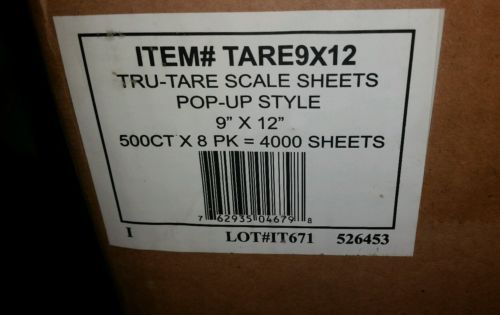 ITEM# TARE9X12
TRU-TARE SCALE SHEETS
POP-UP STYLE
9" X 12"
500CT X 8 PK = 4000 SHEETS
7 62935 04679 8
I LOT#IT671 526453